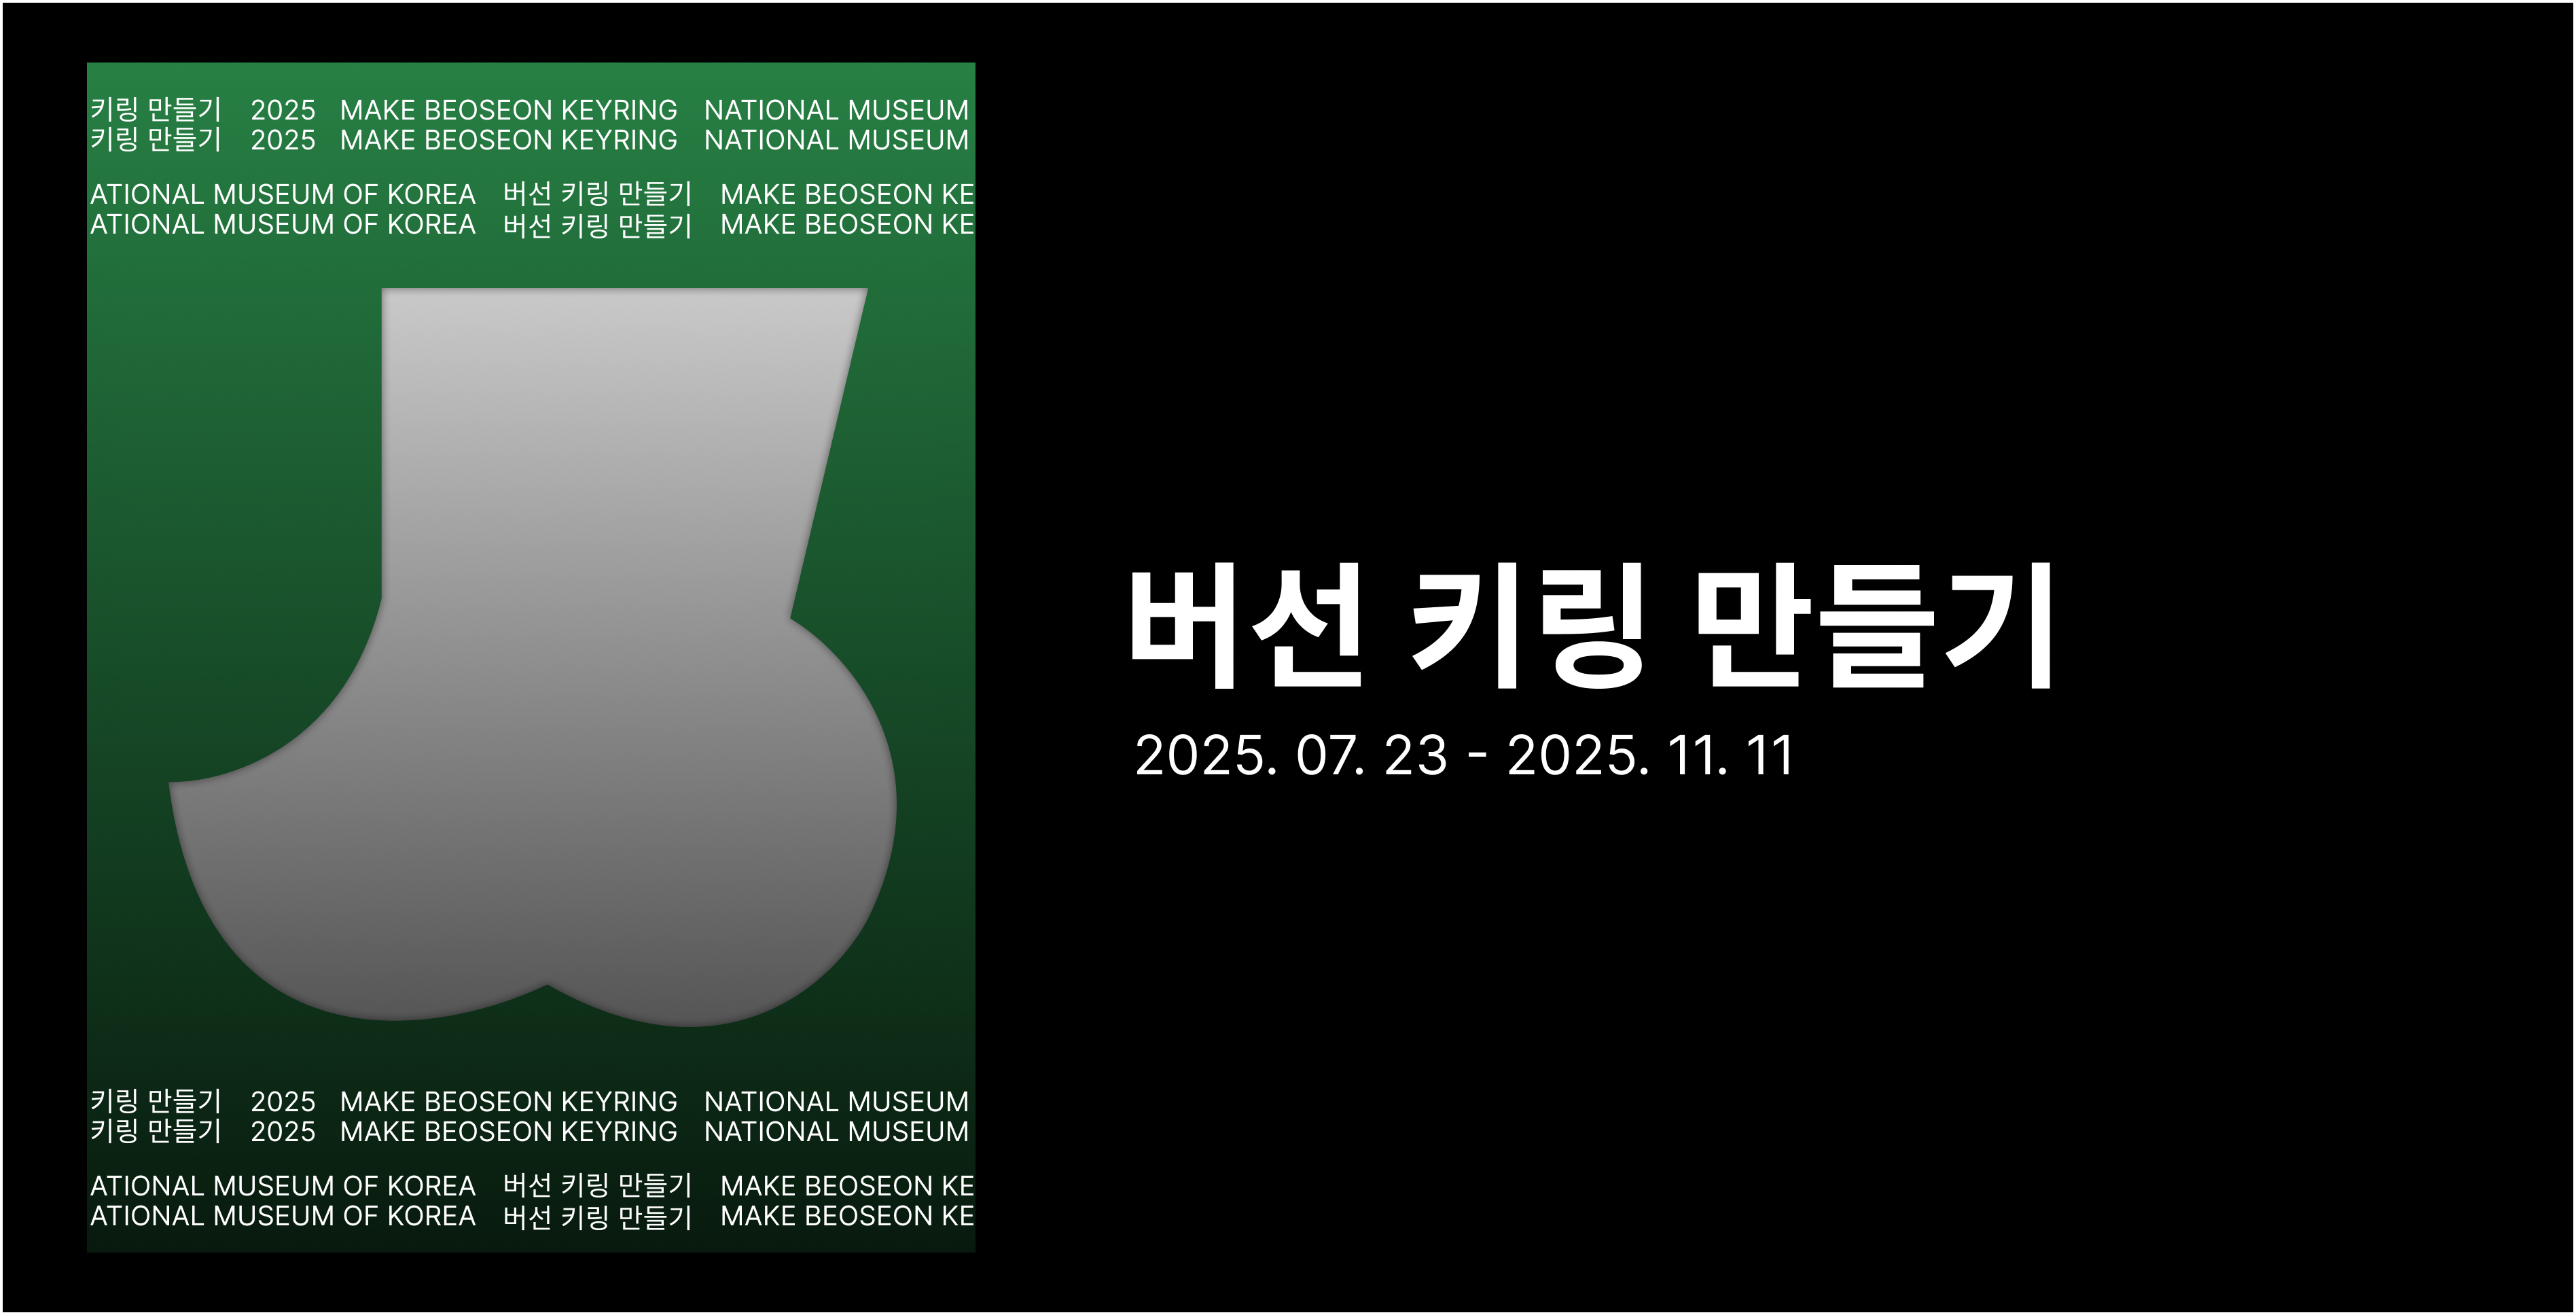 키링 만들기 2025 MAKE BEOSEON KEYRING NATIONAL MUSEUM
키링 만들기 2025 MAKE BEOSEON KEYRING NATIONAL MUSEUM
ATIONAL MUSEUM OF KOREA 버선 키링 만들기 MAKE BEOSEON KE
ATIONAL MUSEUM OF KOREA 버선 키링 만들기 MAKE BEOSEON KE
키링 만들기 2025 MAKE BEOSEON KEYRING NATIONAL MUSEUM
키링 만들기 2025 MAKE BEOSEON KEYRING NATIONAL MUSEUM
ATIONAL MUSEUM OF KOREA 버선 키링 만들기 MAKE BEOSEON KE
ATIONAL MUSEUM OF KOREA 버선 키링 만들기 MAKE BEOSEON KE
버선 키링 만들기
2025. 07. 23 - 2025. 11. 11